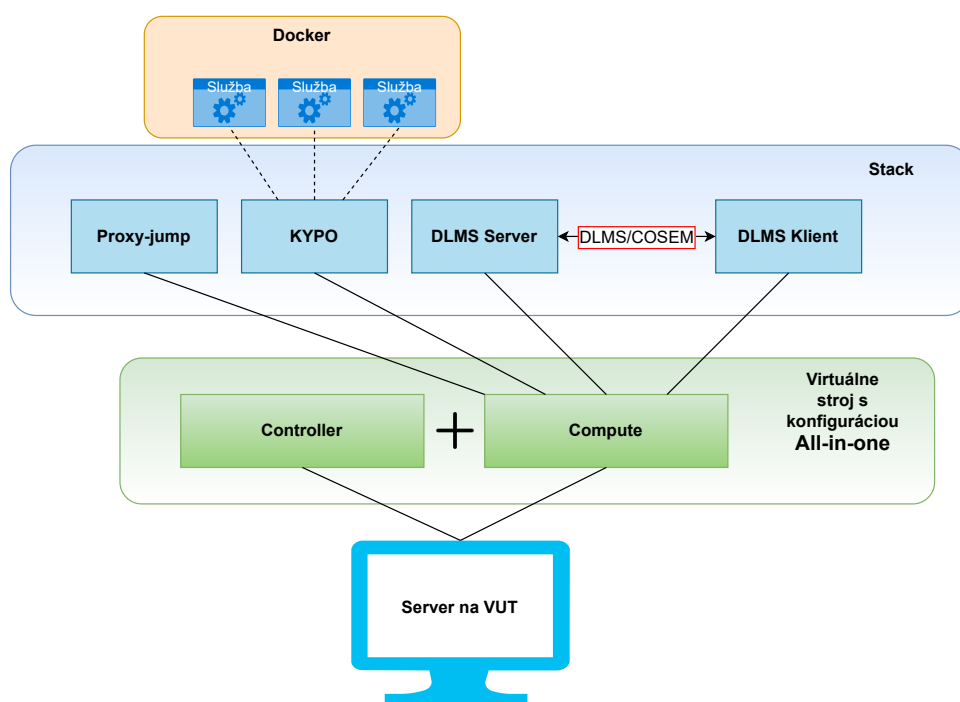 Docker
Služba
Služba
Služba
Stack
Proxy-jump
KYPO
DLMS Server
DLMS/COSEM
DLMS Klient
Virtuálne
stroj s
konfiguráciou
All-in-one
Controller
Compute
Server na VUT